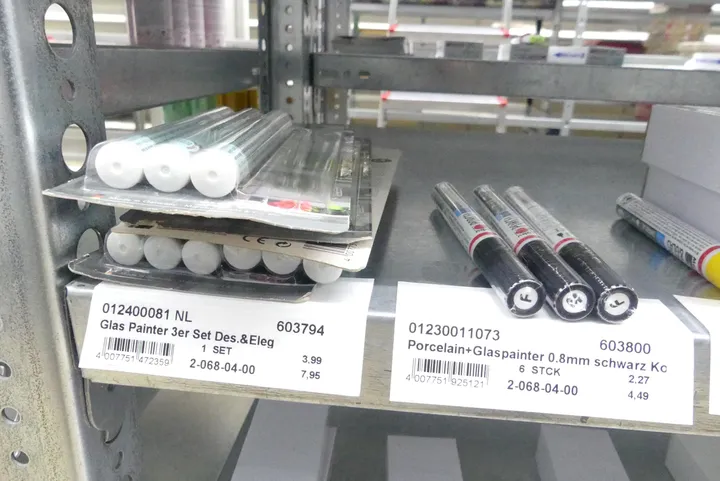 012400081 NL
603794
Glas Painter 3er Set Des.&Eleg
1 SET
3.99
4 007751 472359
2-068-04-00
7,95
01230011073
603800
Porcelain+Glaspainter 0.8mm schwarz Kc
6 STCK
2.27
4 007751 925121
2-068-04-00
4,49
CE
F